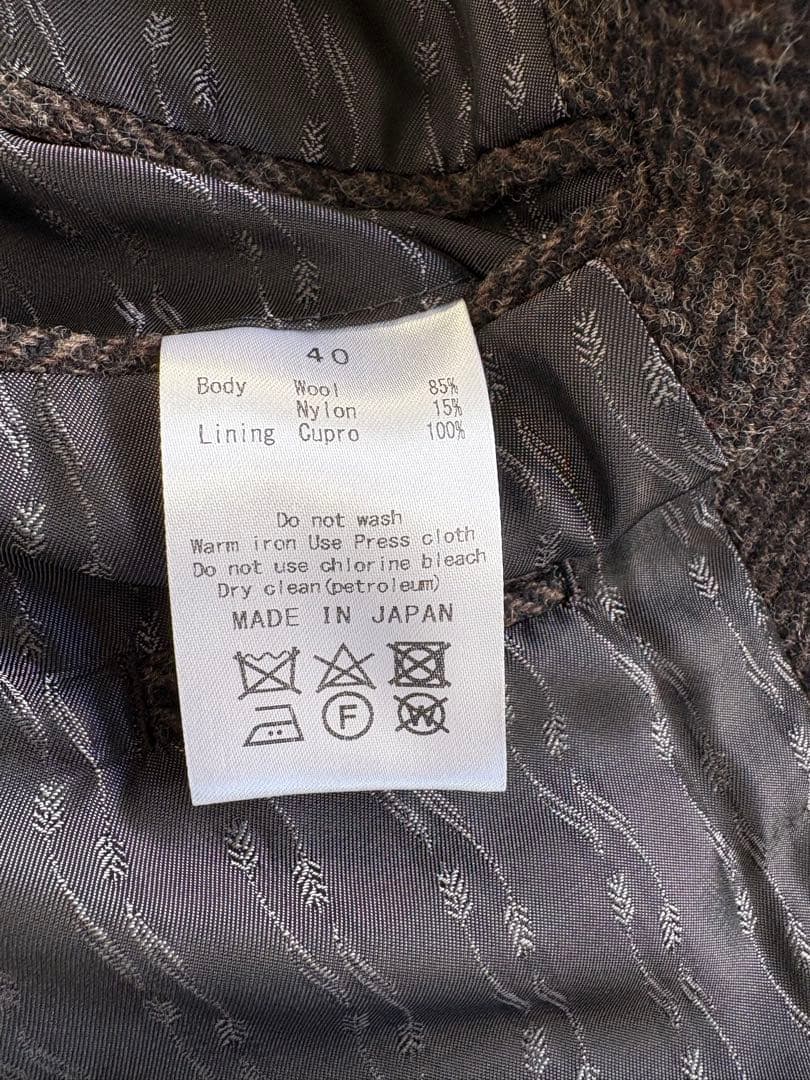 40
Body Wool 85%
Nylon 15%
Lining Cupro 100%
Do not wash
Warm iron Use Press cloth
Do not use chlorine bleach
Dry clean(petroleum)
MADE IN JAPAN
F W